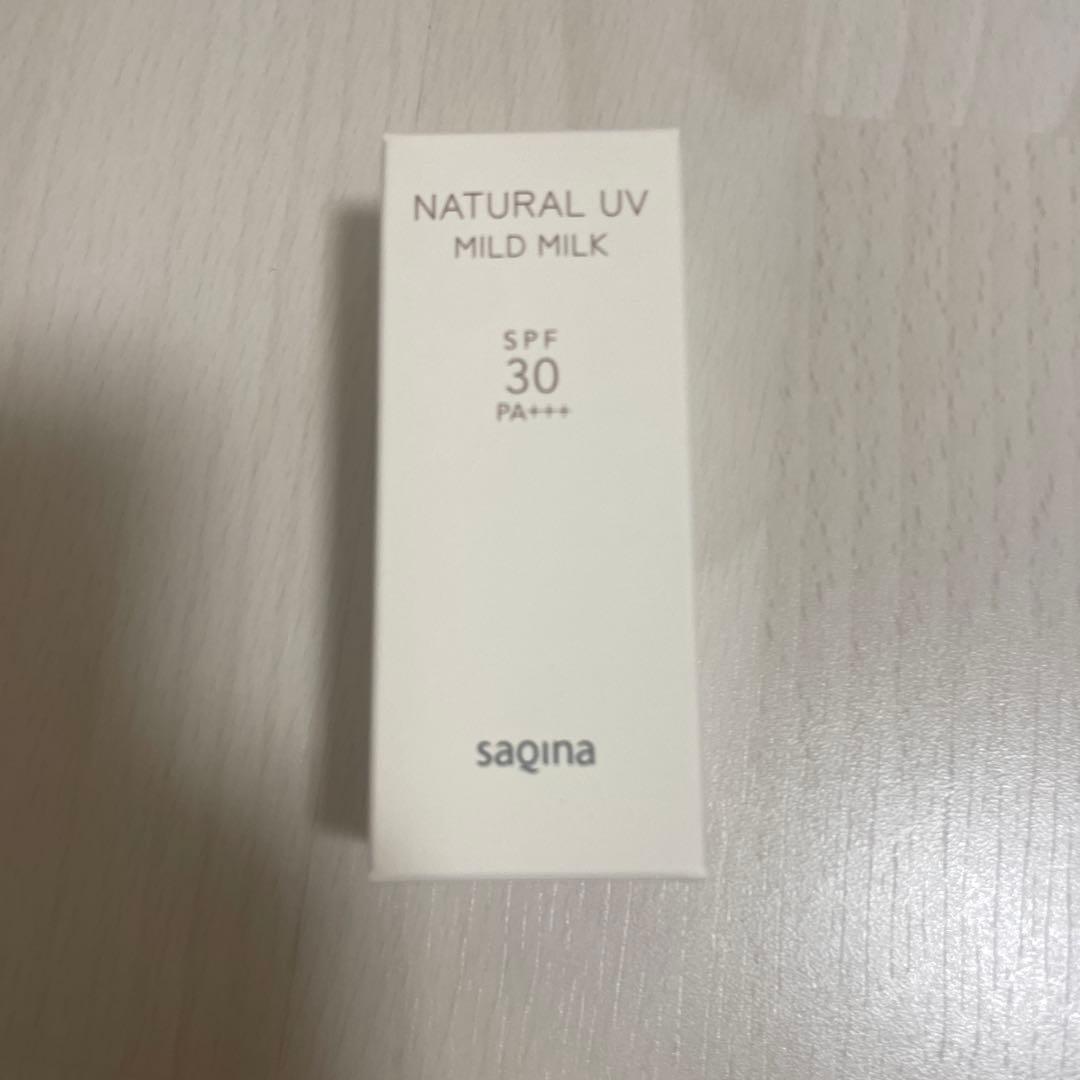 NATURAL UV
MILD MILK
SPF
30
PA+++
saqina